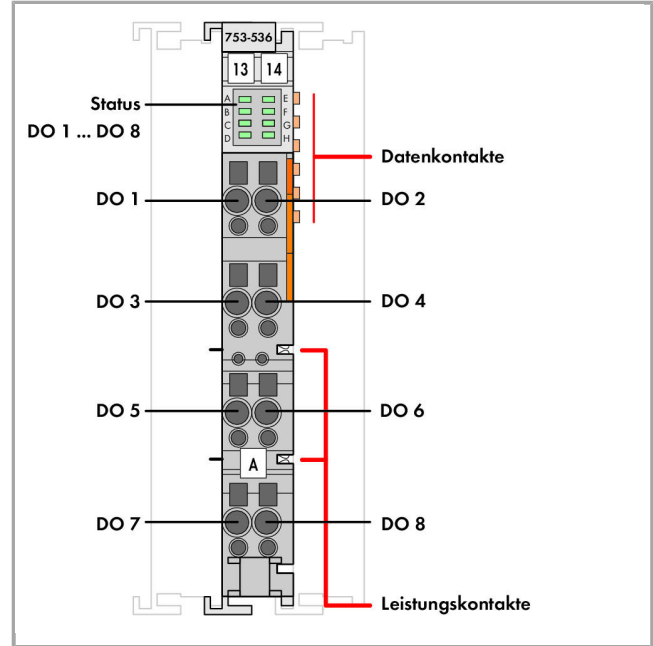 753-536
13 14
Status
DO 1 ... DO 8
A E
B F
C G
D H
Datenkontakte
DO 1
DO 2
DO 3
DO 4
DO 5
DO 6
A
DO 7
DO 8
Leistungskontakte